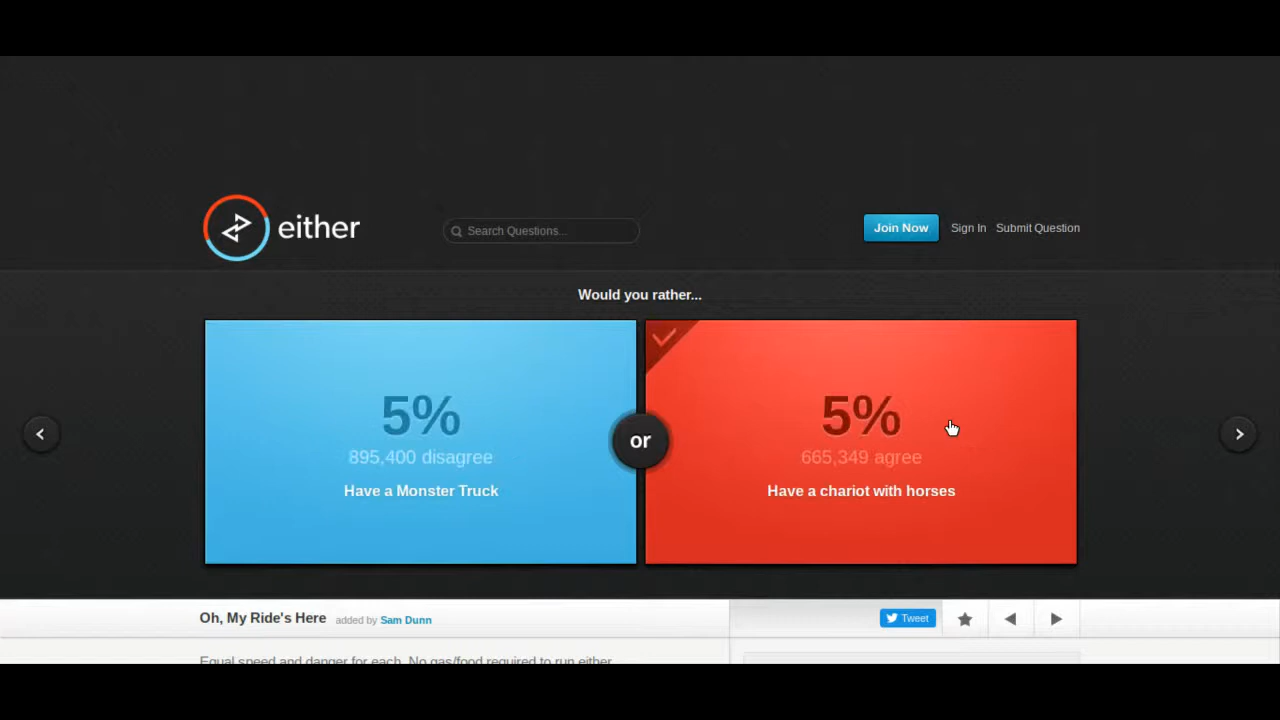 either
Search Questions...
Join Now
Sign In
Submit Question
Would you rather...
5%
895,400 disagree
Have a Monster Truck
or
5%
665,349 agree
Have a chariot with horses
Oh, My Ride's Here added by Sam Dunn
Tweet
Equal speed and danger for each. No gas/food required to run either